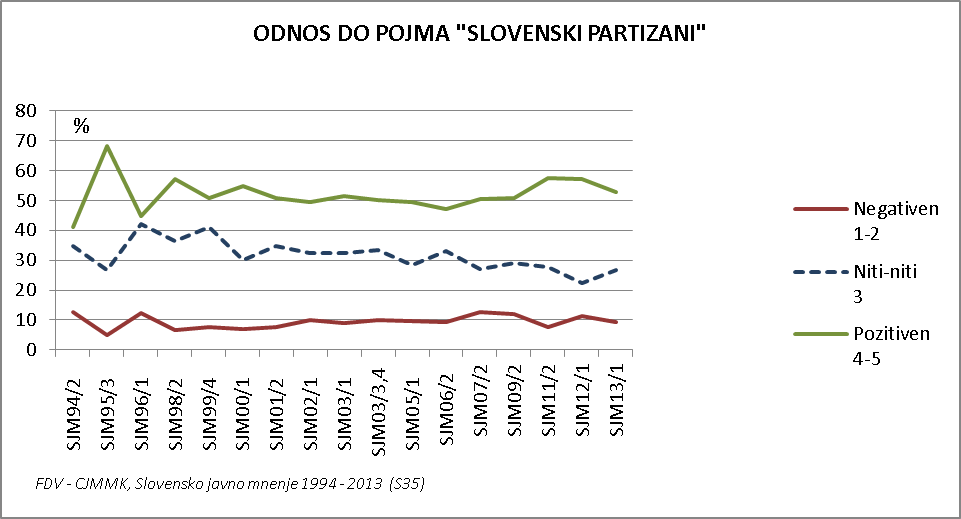 ODNOS DO POJMA "SLOVENSKI PARTIZANI"
%
80
70
60
50
40
30
20
10
0
SJM94/2
SJM95/3
SJM96/1
SJM98/2
SJM99/4
SJM00/1
SJM01/2
SJM02/1
SJM03/1
SJM03/3,4
SJM05/1
SJM06/2
SJM07/2
SJM09/2
SJM11/2
SJM12/1
SJM13/1
Negativen
1-2
Niti-niti
3
Pozitiven
4-5
FDV - CJMMK, Slovensko javno mnenje 1994 - 2013 (S35)